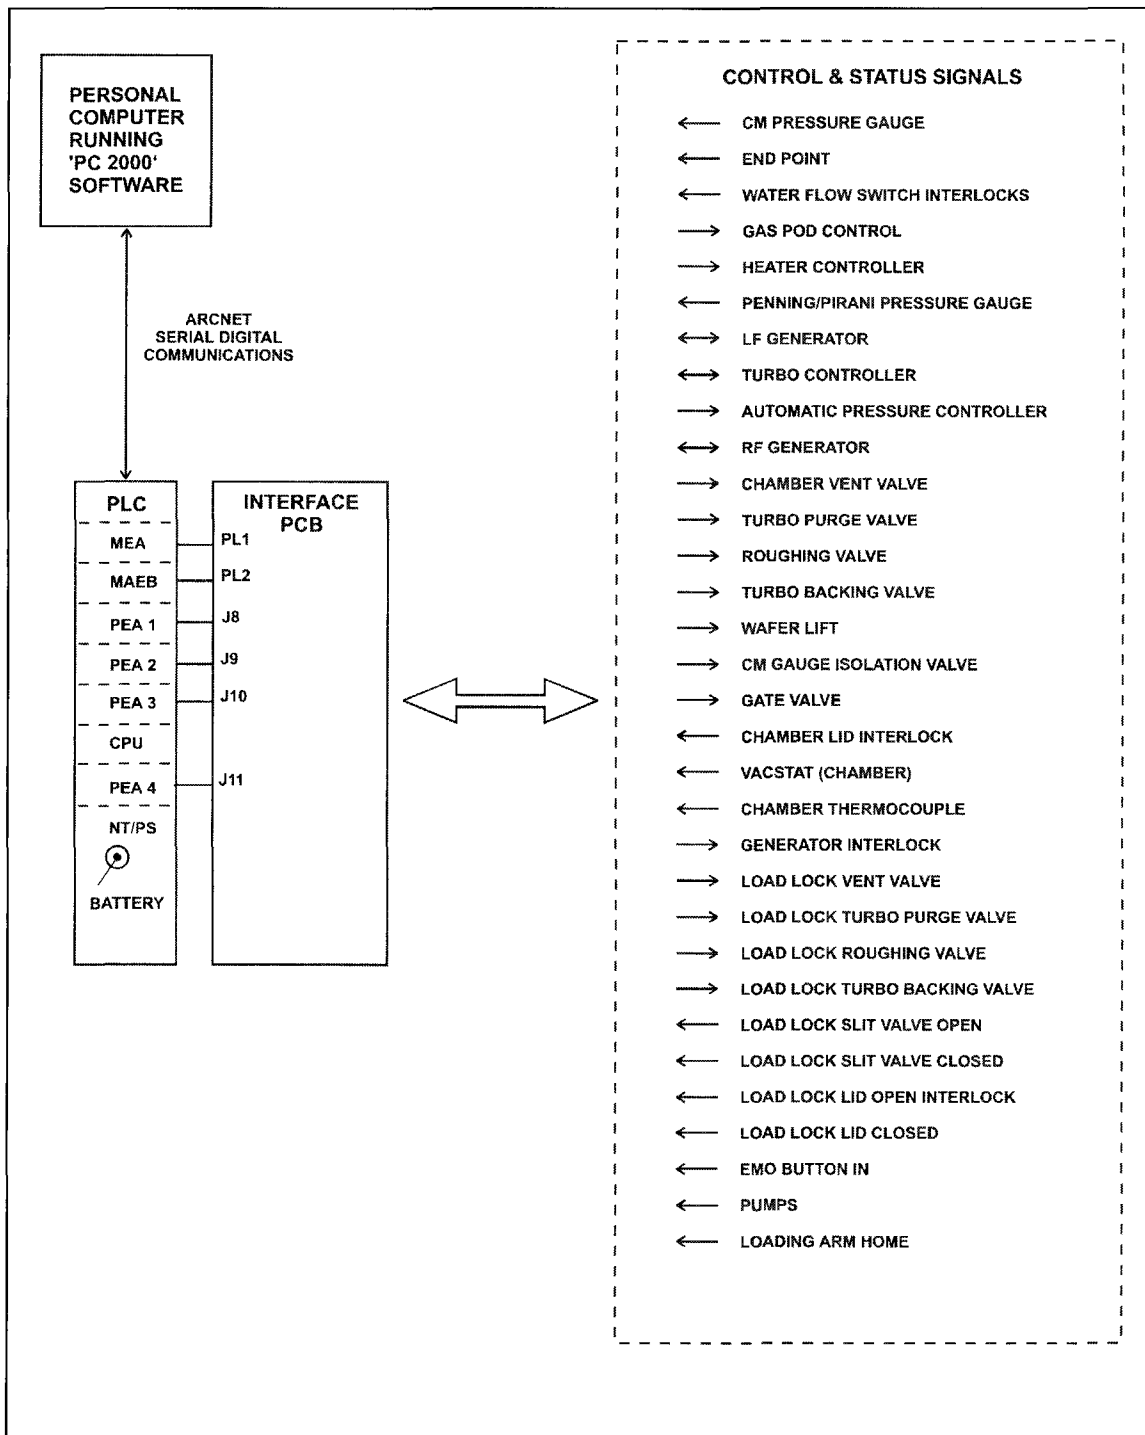 PERSONAL
COMPUTER
RUNNING
'PC 2000'
SOFTWARE
ARCNET
SERIAL DIGITAL
COMMUNICATIONS
PLC
MEA
MAEB
PEA 1
PEA 2
PEA 3
CPU
PEA 4
NT/PS
BATTERY
INTERFACE
PCB
PL1
PL2
J8
J9
J10
J11
CONTROL & STATUS SIGNALS
CM PRESSURE GAUGE
END POINT
WATER FLOW SWITCH INTERLOCKS
GAS POD CONTROL
HEATER CONTROLLER
PENNING/PIRANI PRESSURE GAUGE
LF GENERATOR
TURBO CONTROLLER
AUTOMATIC PRESSURE CONTROLLER
RF GENERATOR
CHAMBER VENT VALVE
TURBO PURGE VALVE
ROUGHING VALVE
TURBO BACKING VALVE
WAFER LIFT
CM GAUGE ISOLATION VALVE
GATE VALVE
CHAMBER LID INTERLOCK
VACSTAT (CHAMBER)
CHAMBER THERMOCOUPLE
GENERATOR INTERLOCK
LOAD LOCK VENT VALVE
LOAD LOCK TURBO PURGE VALVE
LOAD LOCK ROUGHING VALVE
LOAD LOCK TURBO BACKING VALVE
LOAD LOCK SLIT VALVE OPEN
LOAD LOCK SLIT VALVE CLOSED
LOAD LOCK LID OPEN INTERLOCK
LOAD LOCK LID CLOSED
EMO BUTTON IN
PUMPS
LOADING ARM HOME